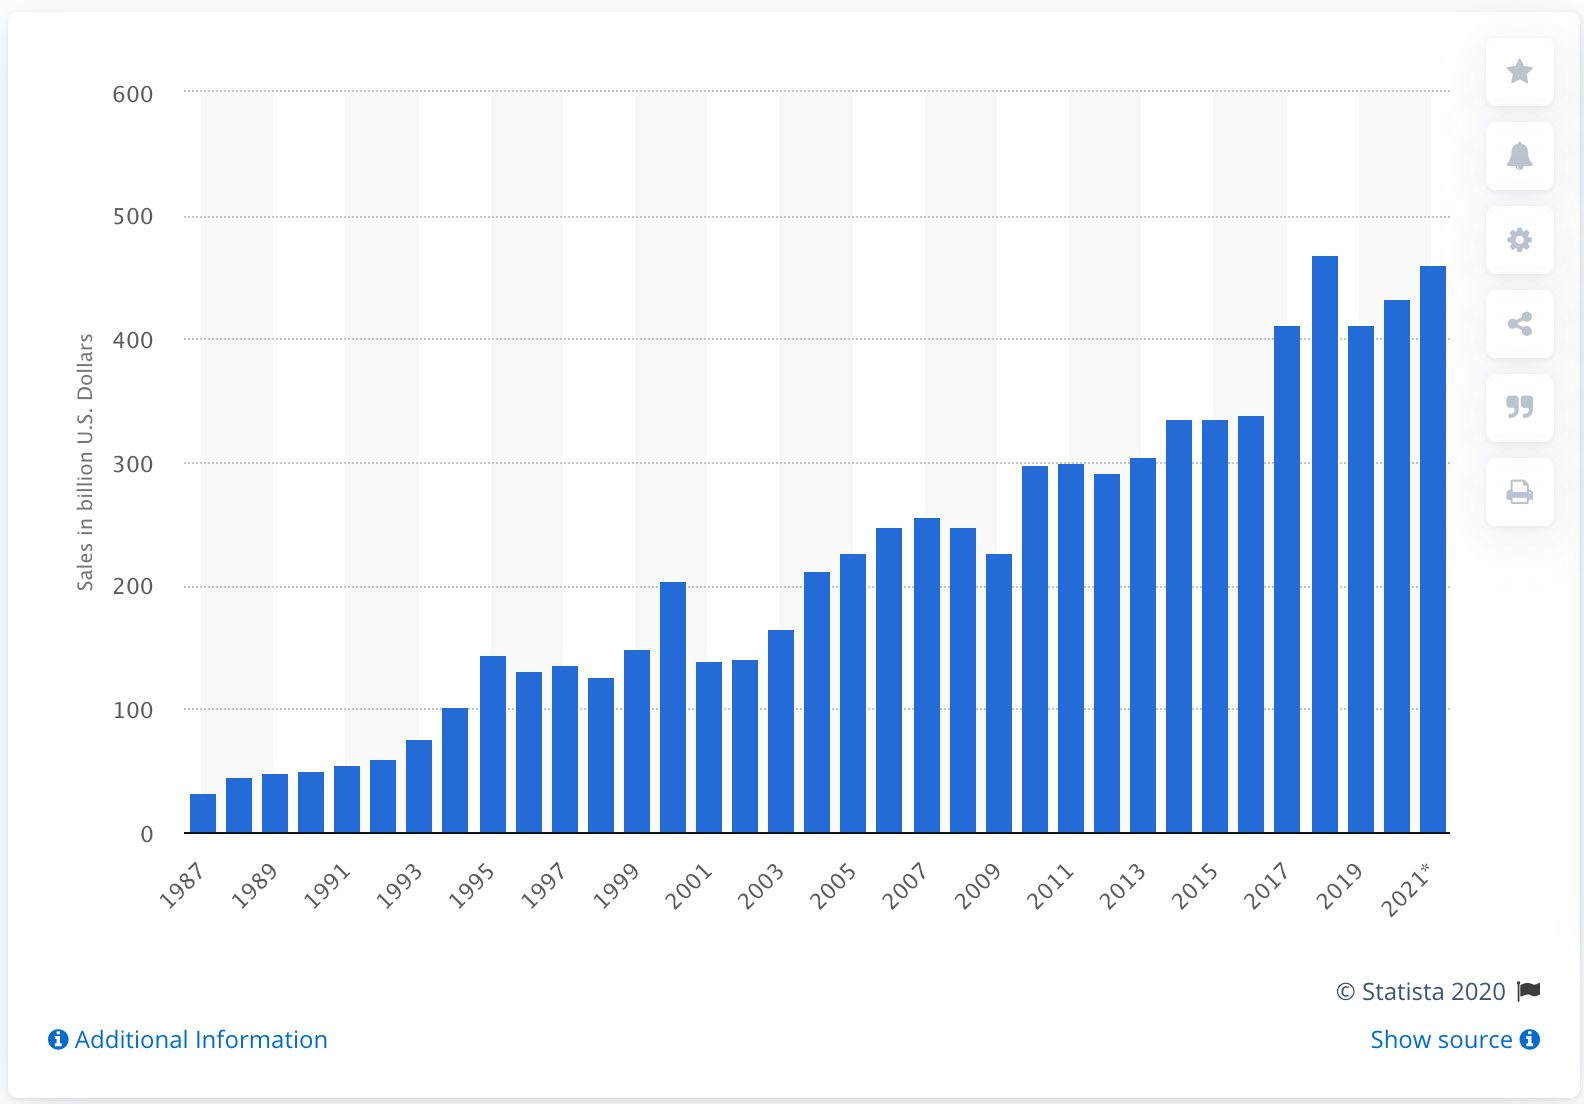 600
500
400
300
200
100
0
Sales in billion U.S. Dollars
1987 1989 1991 1993 1995 1997 1999 2001 2003 2005 2007 2009 2011 2013 2015 2017 2019 2021*
© Statista 2020
Additional Information
Show source